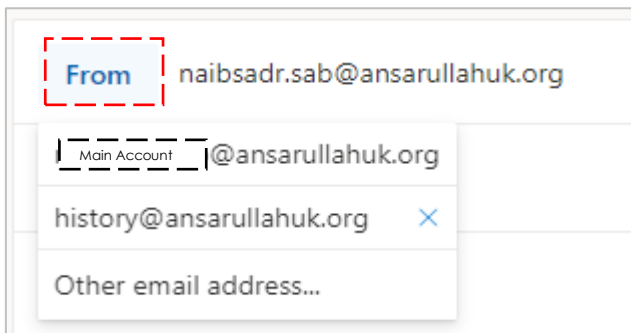 From naibsadr.sab@ansarullahuk.org
Main Account @ansarullahuk.org
history@ansarullahuk.org ×
Other email address...